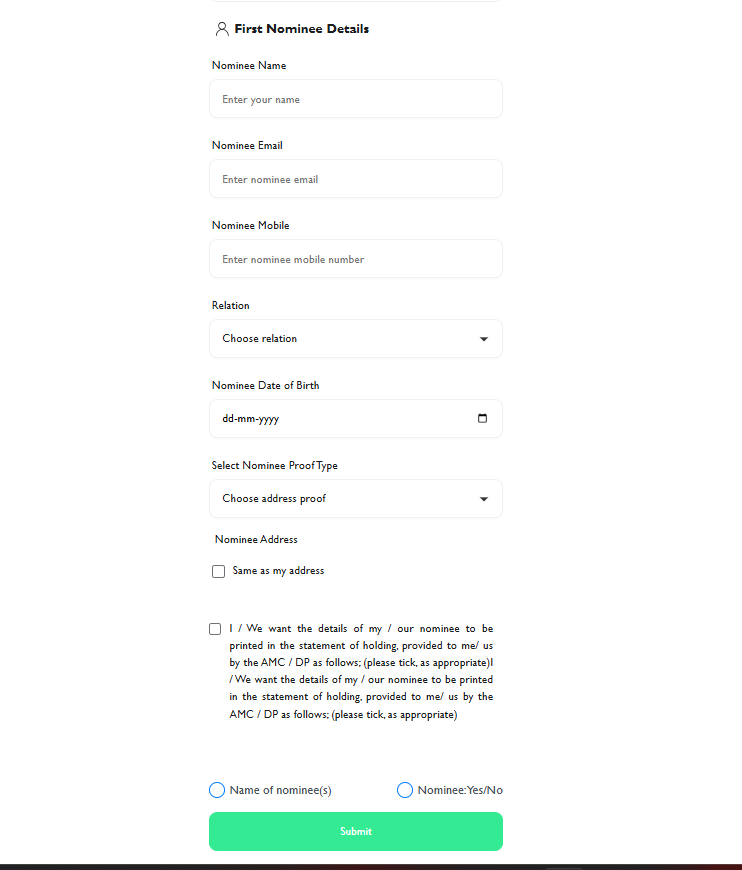 First Nominee Details
Nominee Name
Enter your name
Nominee Email
Enter nominee email
Nominee Mobile
Enter nominee mobile number
Relation
Choose relation
Nominee Date of Birth
dd-mm-yyyy
Select Nominee Proof Type
Choose address proof
Nominee Address
Same as my address
I / We want the details of my / our nominee to be
printed in the statement of holding, provided to me/ us
by the AMC / DP as follows; (please tick, as appropriate)I
/ We want the details of my / our nominee to be printed
in the statement of holding, provided to me/ us by the
AMC / DP as follows; (please tick, as appropriate)
Name of nominee(s) Nominee:Yes/No
Submit